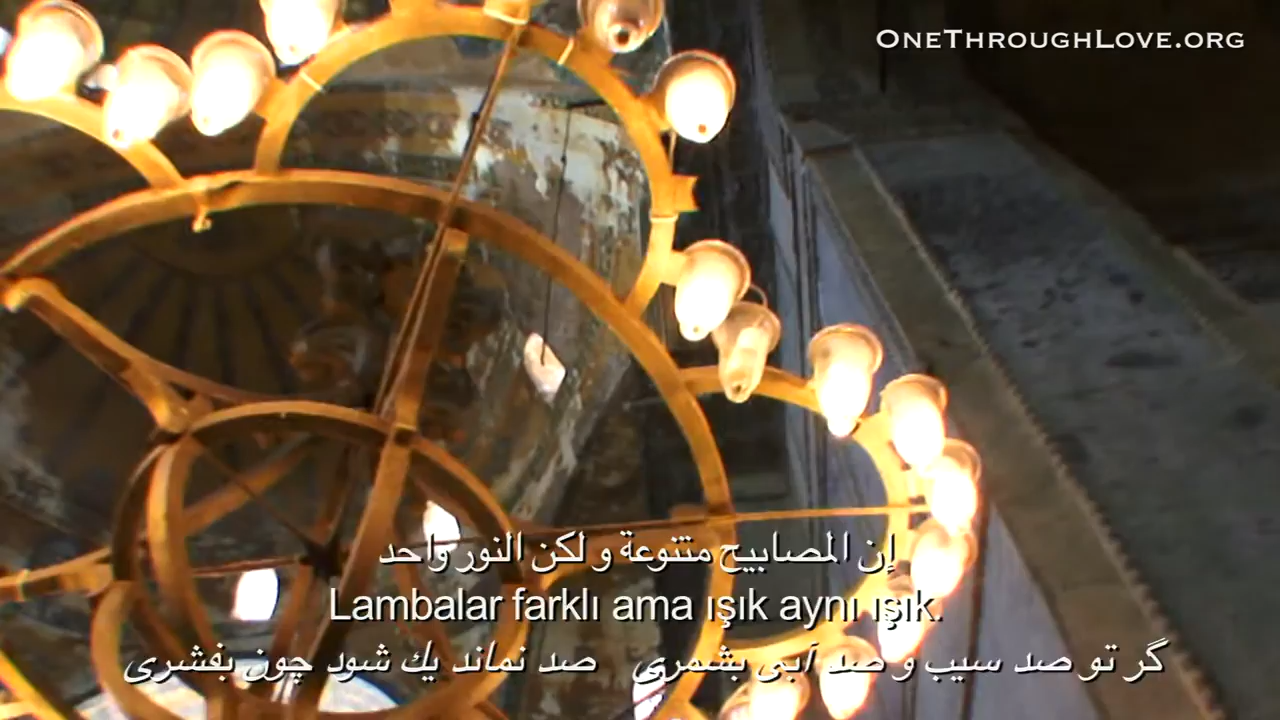 OneThroughLove.org
إن المصابيح متنوعة و لكن النور واحد
Lambalar farklı ama ışık aynı ışık.
گر تو صد سیب و صد آبی بشمری صد نماند یك شود چون بفشری